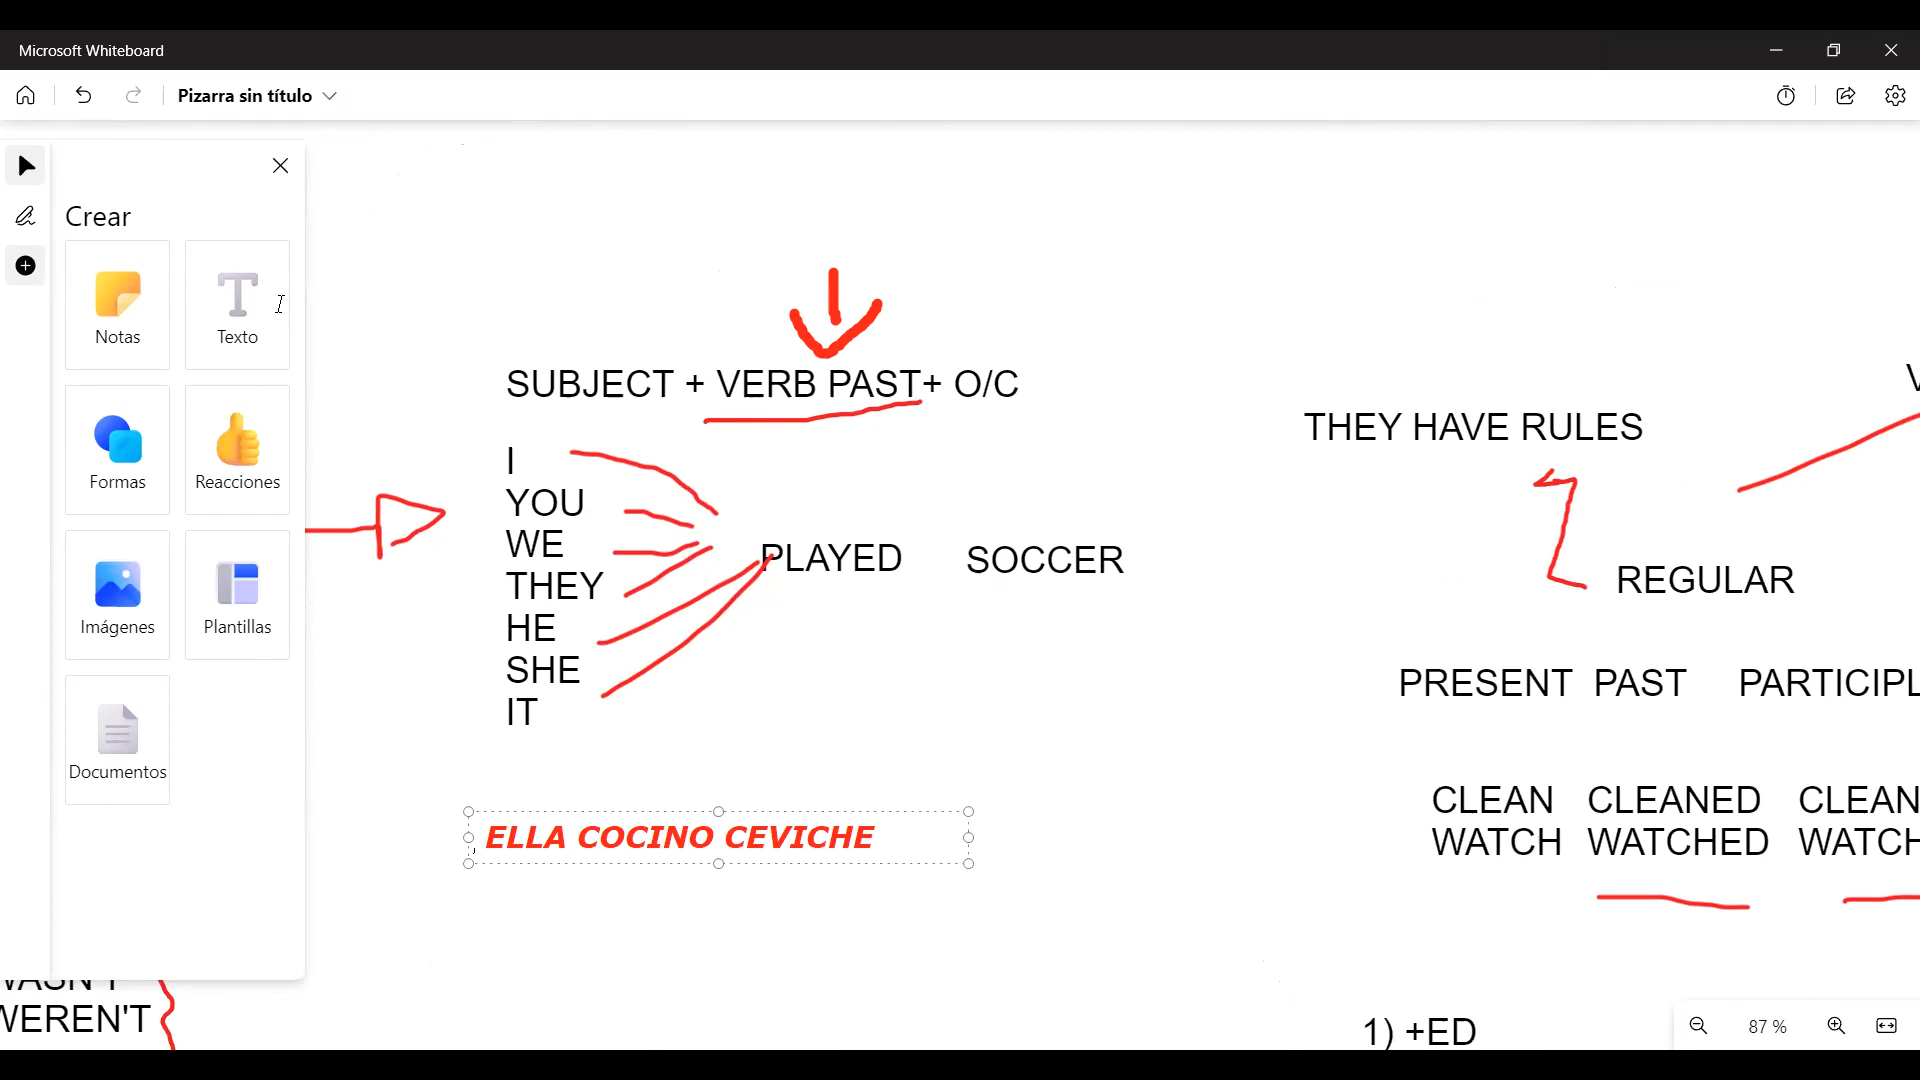 Microsoft Whiteboard
Pizarra sin título
Crear
Notas
Texto
Formas
Reacciones
Imágenes
Plantillas
Documentos
SUBJECT + VERB PAST+ O/C
I
YOU
WE
THEY
HE
SHE
IT
PLAYED
SOCCER
ELLA COCINO CEVICHE
THEY HAVE RULES
REGULAR
PRESENT PAST PARTICIPL
CLEAN CLEANED CLEAN
WATCH WATCHED WATCH
WEREN'T
1) +ED
87 %